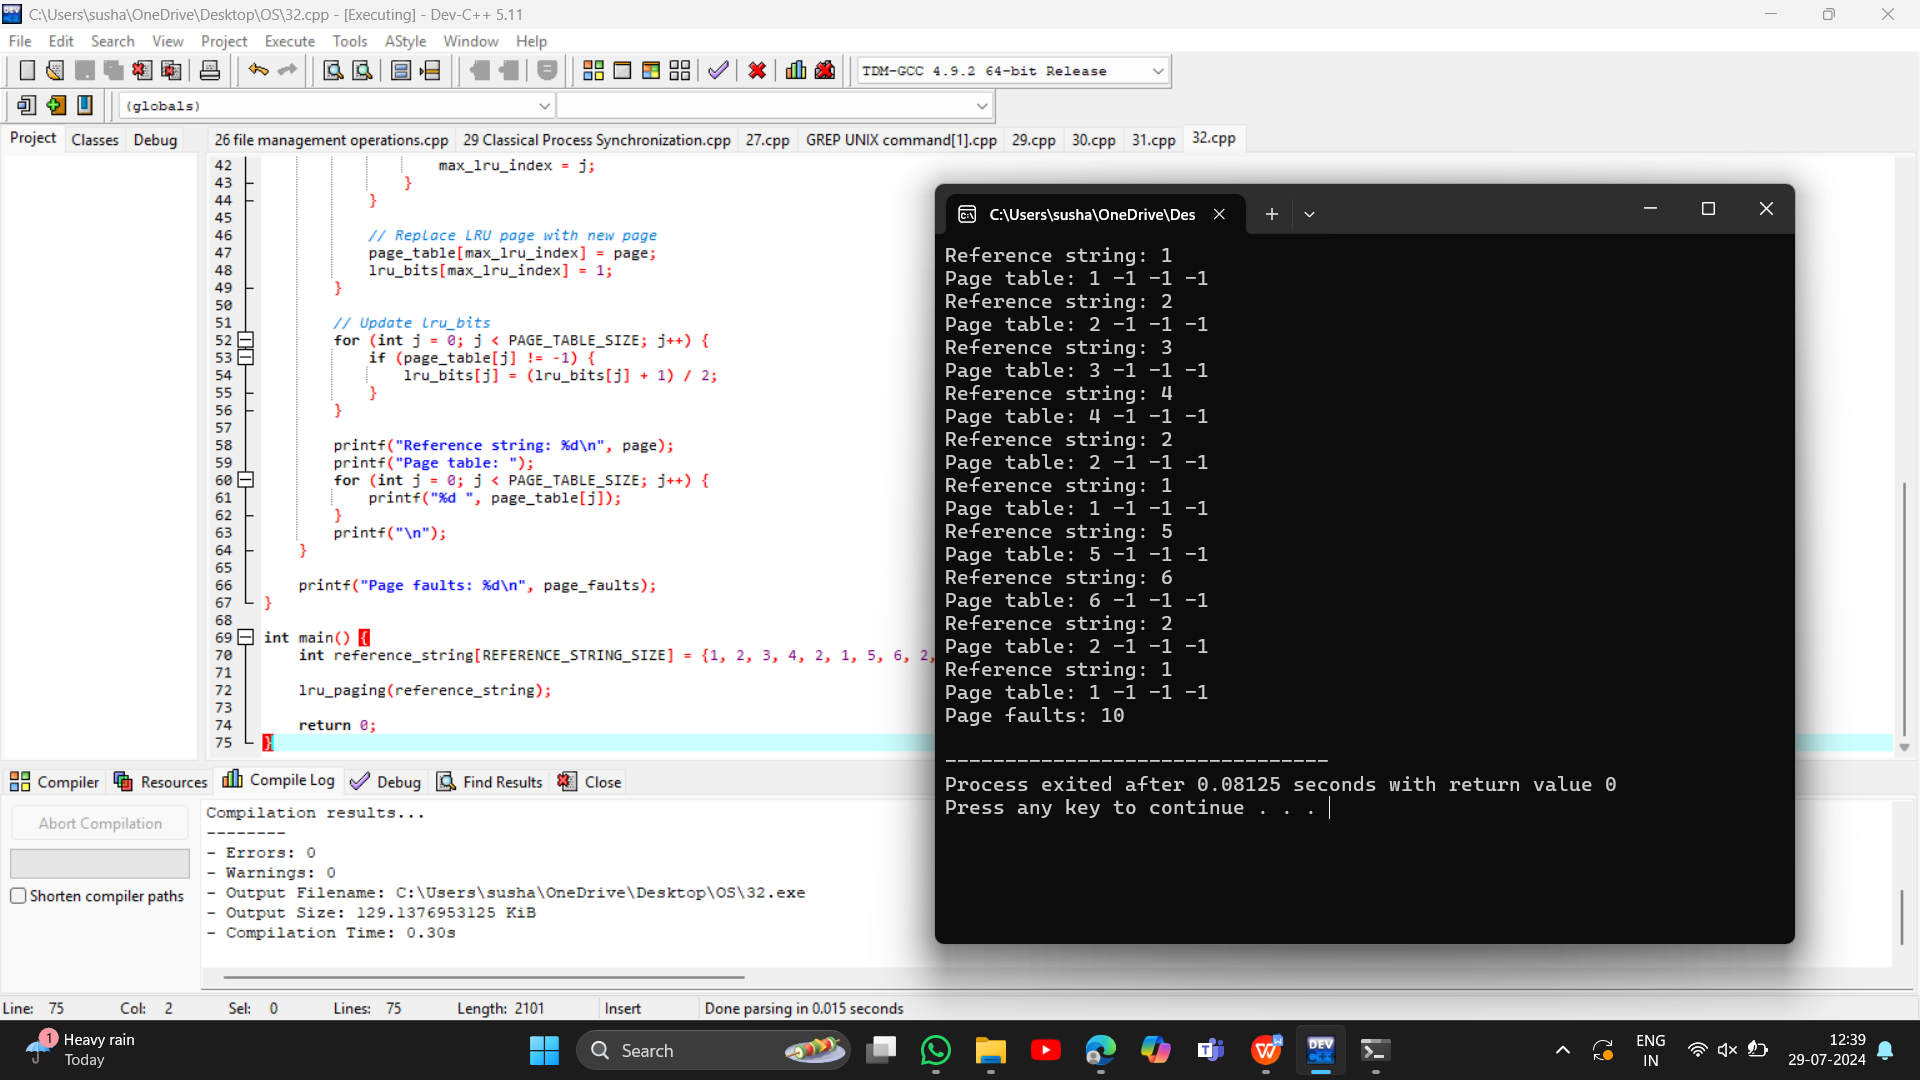 C:\Users\susha\OneDrive\Desktop\OS\32.cpp - [Executing] - Dev-C++ 5.11
File Edit Search View Project Execute Tools AStyle Window Help
TDM-GCC 4.9.2 64-bit Release
(globals)
Project Classes Debug
26 file management operations.cpp 29 Classical Process Synchronization.cpp 27.cpp GREP UNIX command[1].cpp 29.cpp 30.cpp 31.cpp 32.cpp
42 max_lru_index = j;
43 }
44 }
45
46 // Replace LRU page with new page
47 page_table[max_lru_index] = page;
48 lru_bits[max_lru_index] = 1;
49 }
50
51 // Update lru_bits
52 for (int j = 0; j < PAGE_TABLE_SIZE; j++) {
53 if (page_table[j] != -1) {
54 lru_bits[j] = (lru_bits[j] + 1) / 2;
55 }
56 }
57
58 printf("Reference string: %d\n", page);
59 printf("Page table: ");
60 for (int j = 0; j < PAGE_TABLE_SIZE; j++) {
61 printf("%d ", page_table[j]);
62 }
63 printf("\n");
64 }
65
66 printf("Page faults: %d\n", page_faults);
67 }
68
69 int main() {
70 int reference_string[REFERENCE_STRING_SIZE] = {1, 2, 3, 4, 2, 1, 5, 6, 2,
71
72 lru_paging(reference_string);
73
74 return 0;
75 }
C:\Users\susha\OneDrive\Des
Reference string: 1
Page table: 1 -1 -1 -1
Reference string: 2
Page table: 2 -1 -1 -1
Reference string: 3
Page table: 3 -1 -1 -1
Reference string: 4
Page table: 4 -1 -1 -1
Reference string: 2
Page table: 2 -1 -1 -1
Reference string: 1
Page table: 1 -1 -1 -1
Reference string: 5
Page table: 5 -1 -1 -1
Reference string: 6
Page table: 6 -1 -1 -1
Reference string: 2
Page table: 2 -1 -1 -1
Reference string: 1
Page table: 1 -1 -1 -1
Page faults: 10
--------------------------------
Process exited after 0.08125 seconds with return value 0
Press any key to continue . . .
Compiler Resources Compile Log Debug Find Results Close
Abort Compilation
Shorten compiler paths
Compilation results...
--------
- Errors: 0
- Warnings: 0
- Output Filename: C:\Users\susha\OneDrive\Desktop\OS\32.exe
- Output Size: 129.1376953125 KiB
- Compilation Time: 0.30s
Line: 75 Col: 2 Sel: 0 Lines: 75 Length: 2101 Insert Done parsing in 0.015 seconds
1
Heavy rain
Today
Search
DEV
ENG
IN
12:39
29-07-2024